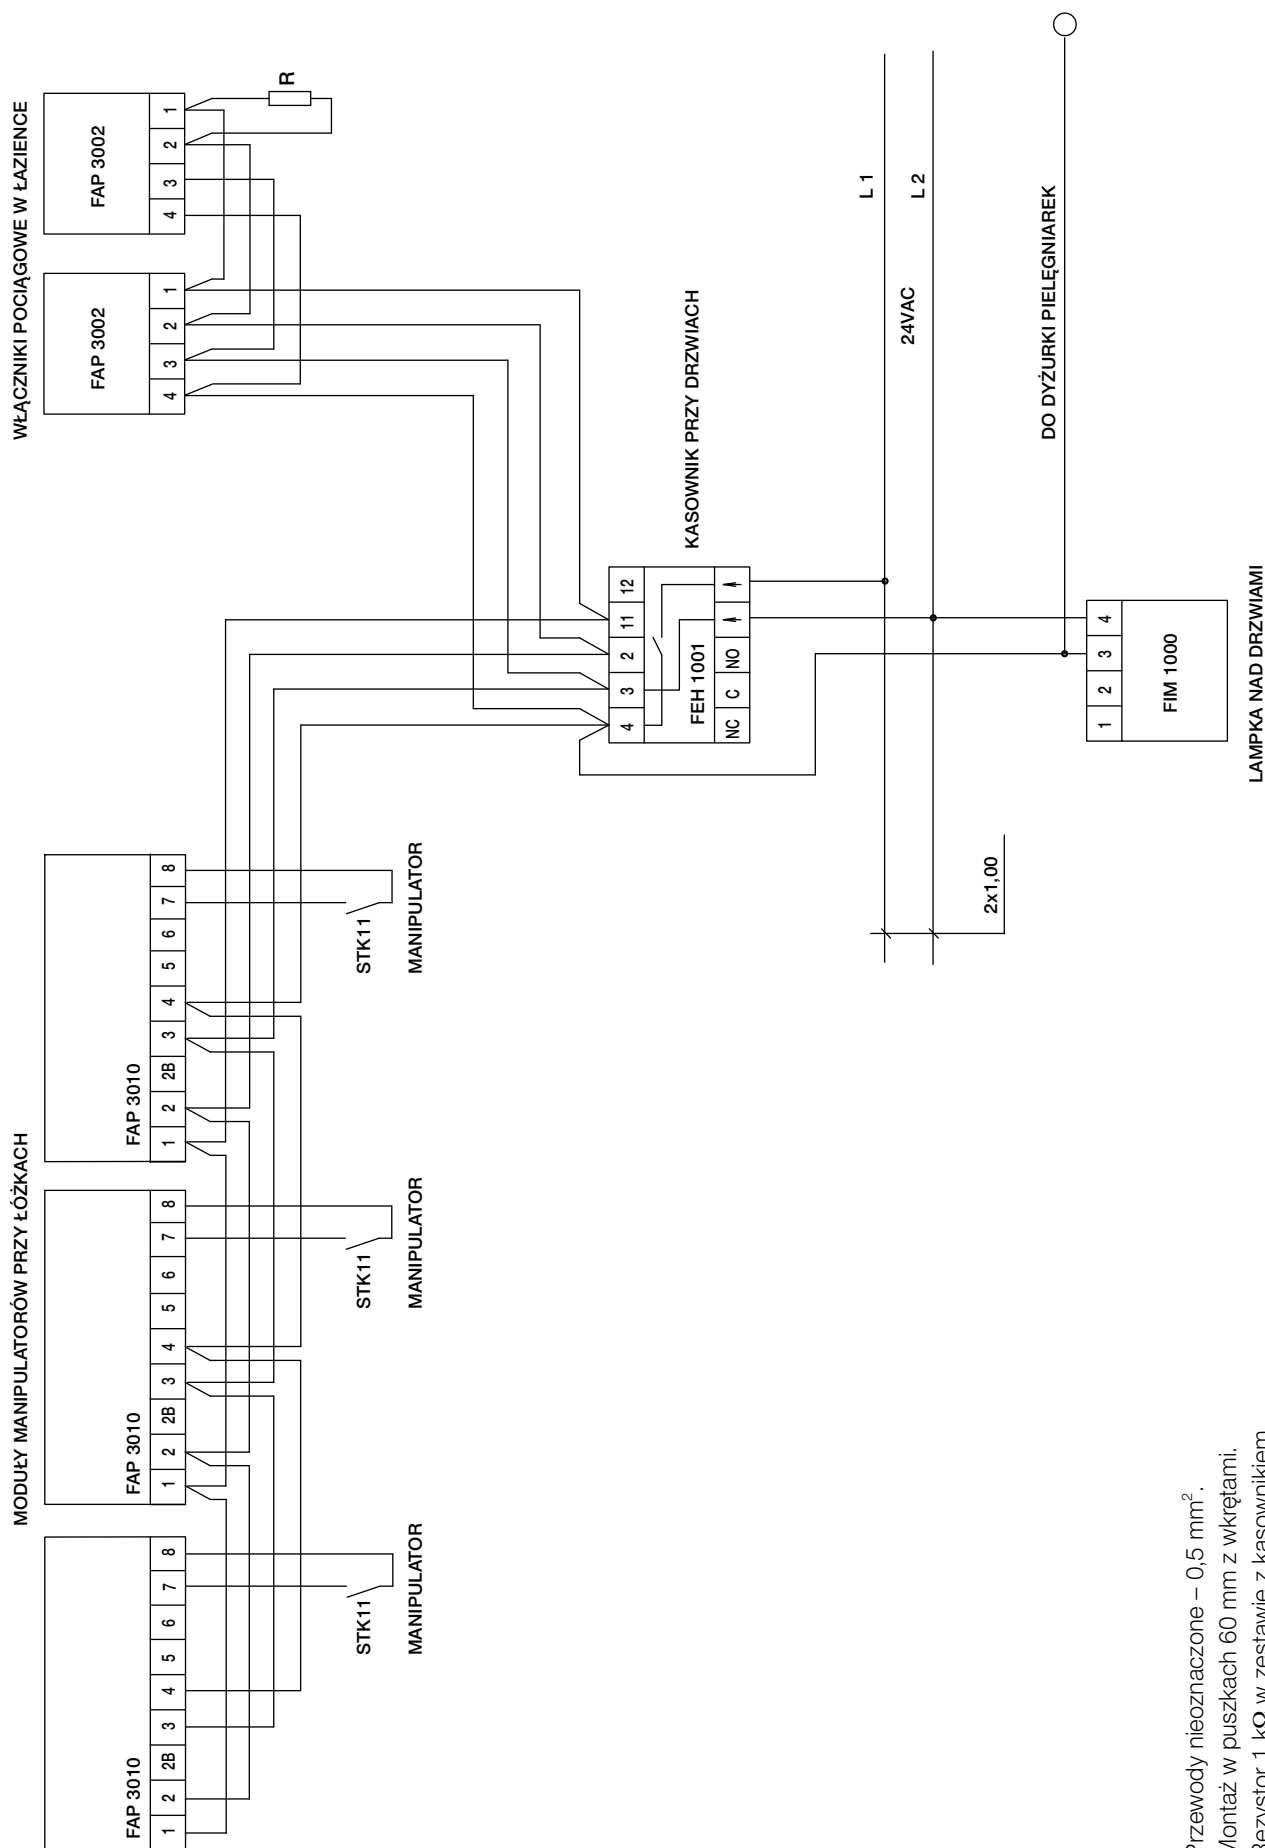 MODUŁY MANIPULATORÓW PRZY ŁÓŻKACH
WŁĄCZNIKI POCIĄGOWE W ŁAZIENCE
FAP 3010
1 2 2B 3 4 5 6 7 8
FAP 3010
1 2 2B 3 4 5 6 7 8
FAP 3010
1 2 2B 3 4 5 6 7 8
FAP 3002
4 3 2 1
FAP 3002
4 3 2 1
R
STK11
MANIPULATOR
STK11
MANIPULATOR
STK11
MANIPULATOR
4 3 2 11 12
FEH 1001
NC C NO
KASOWNIK PRZY DRZWIACH
L 1
24VAC
L 2
2x1,00
DO DYŻURKI PIELĘGNIAREK
1 2 3 4
FIM 1000
LAMPKA NAD DRZWIAMI
Przewody nieoznaczone – 0,5 mm².
Montaż w puszkach 60 mm z wkrętami.
Rezystor 1 kΩ w zestawie z kasownikiem